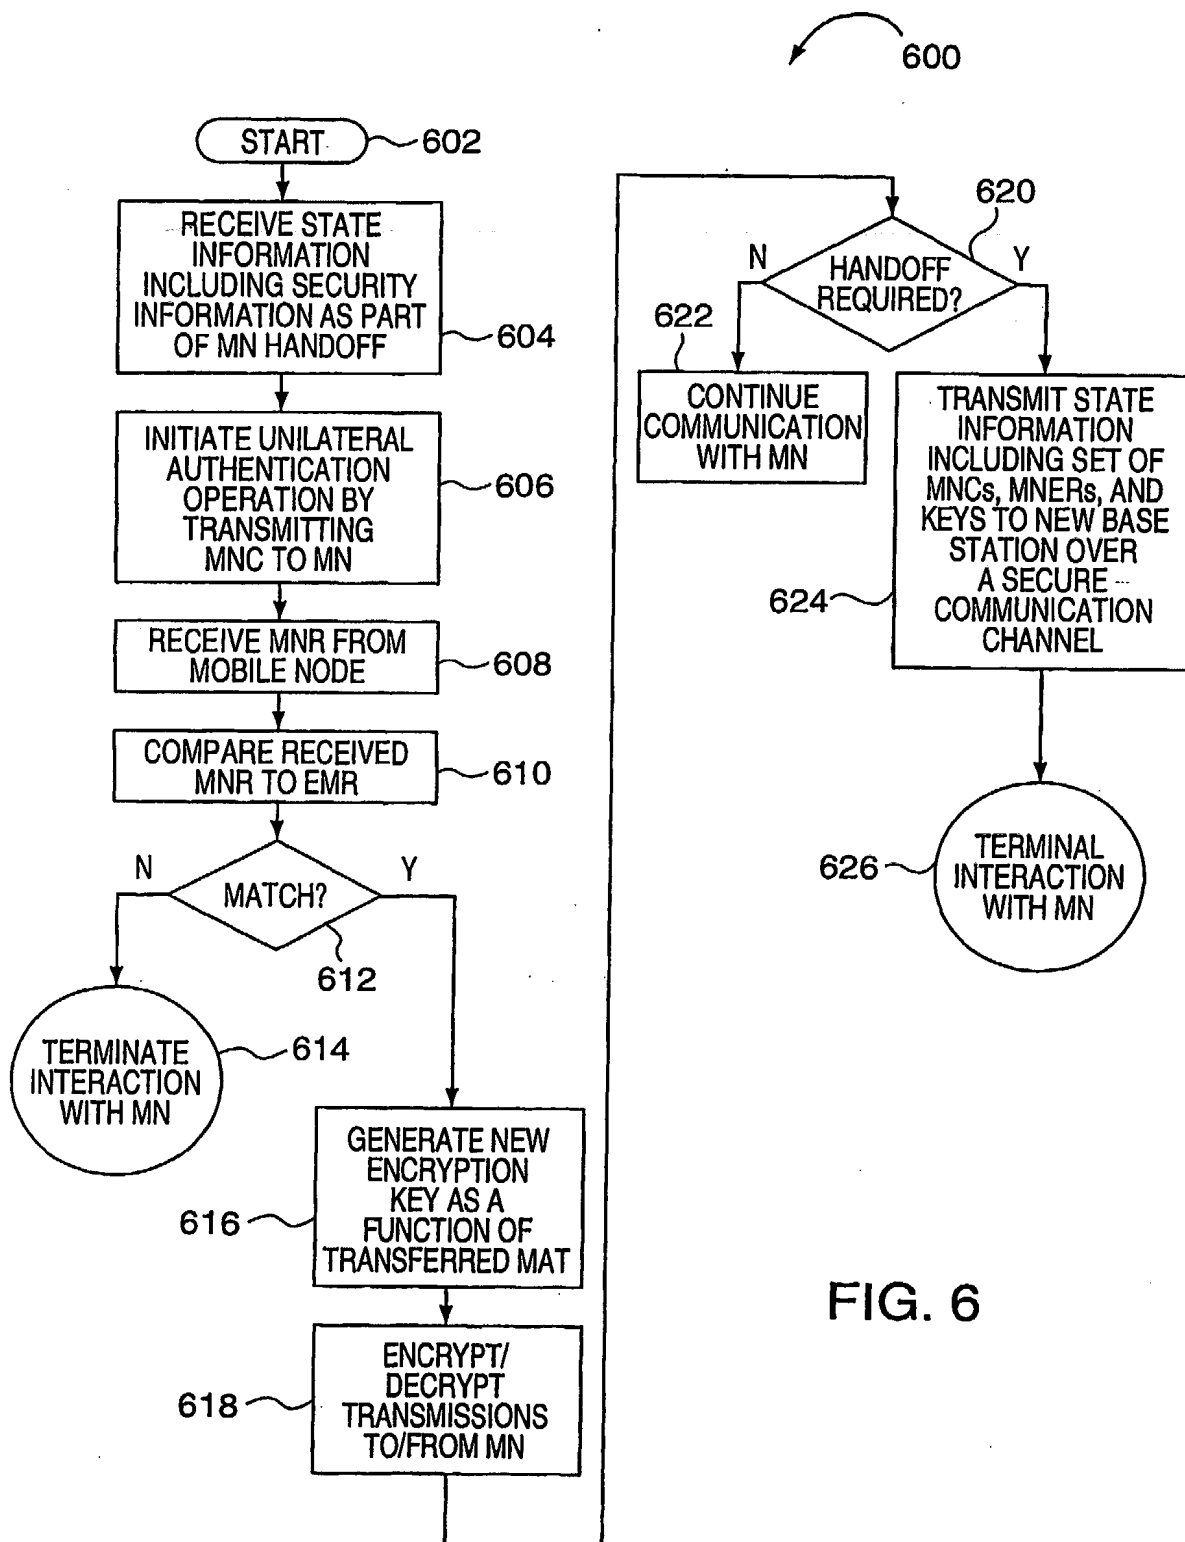 600
START
602
RECEIVE STATE
INFORMATION
INCLUDING SECURITY
INFORMATION AS PART
OF MN HANDOFF
604
INITIATE UNILATERAL
AUTHENTICATION
OPERATION BY
TRANSMITTING
MNC TO MN
606
RECEIVE MNR FROM
MOBILE NODE
608
COMPARE RECEIVED
MNR TO EMR
610
N
MATCH?
Y
612
TERMINATE
INTERACTION
WITH MN
614
GENERATE NEW
ENCRYPTION
KEY AS A
FUNCTION OF
TRANSFERRED MAT
616
ENCRYPT/
DECRYPT
TRANSMISSIONS
TO/FROM MN
618
620
N
HANDOFF
REQUIRED?
Y
622
CONTINUE
COMMUNICATION
WITH MN
TRANSMIT STATE
INFORMATION
INCLUDING SET OF
MNCs, MNERs, AND
KEYS TO NEW BASE
STATION OVER
A SECURE
COMMUNICATION
CHANNEL
624
TERMINAL
INTERACTION
WITH MN
626
FIG. 6